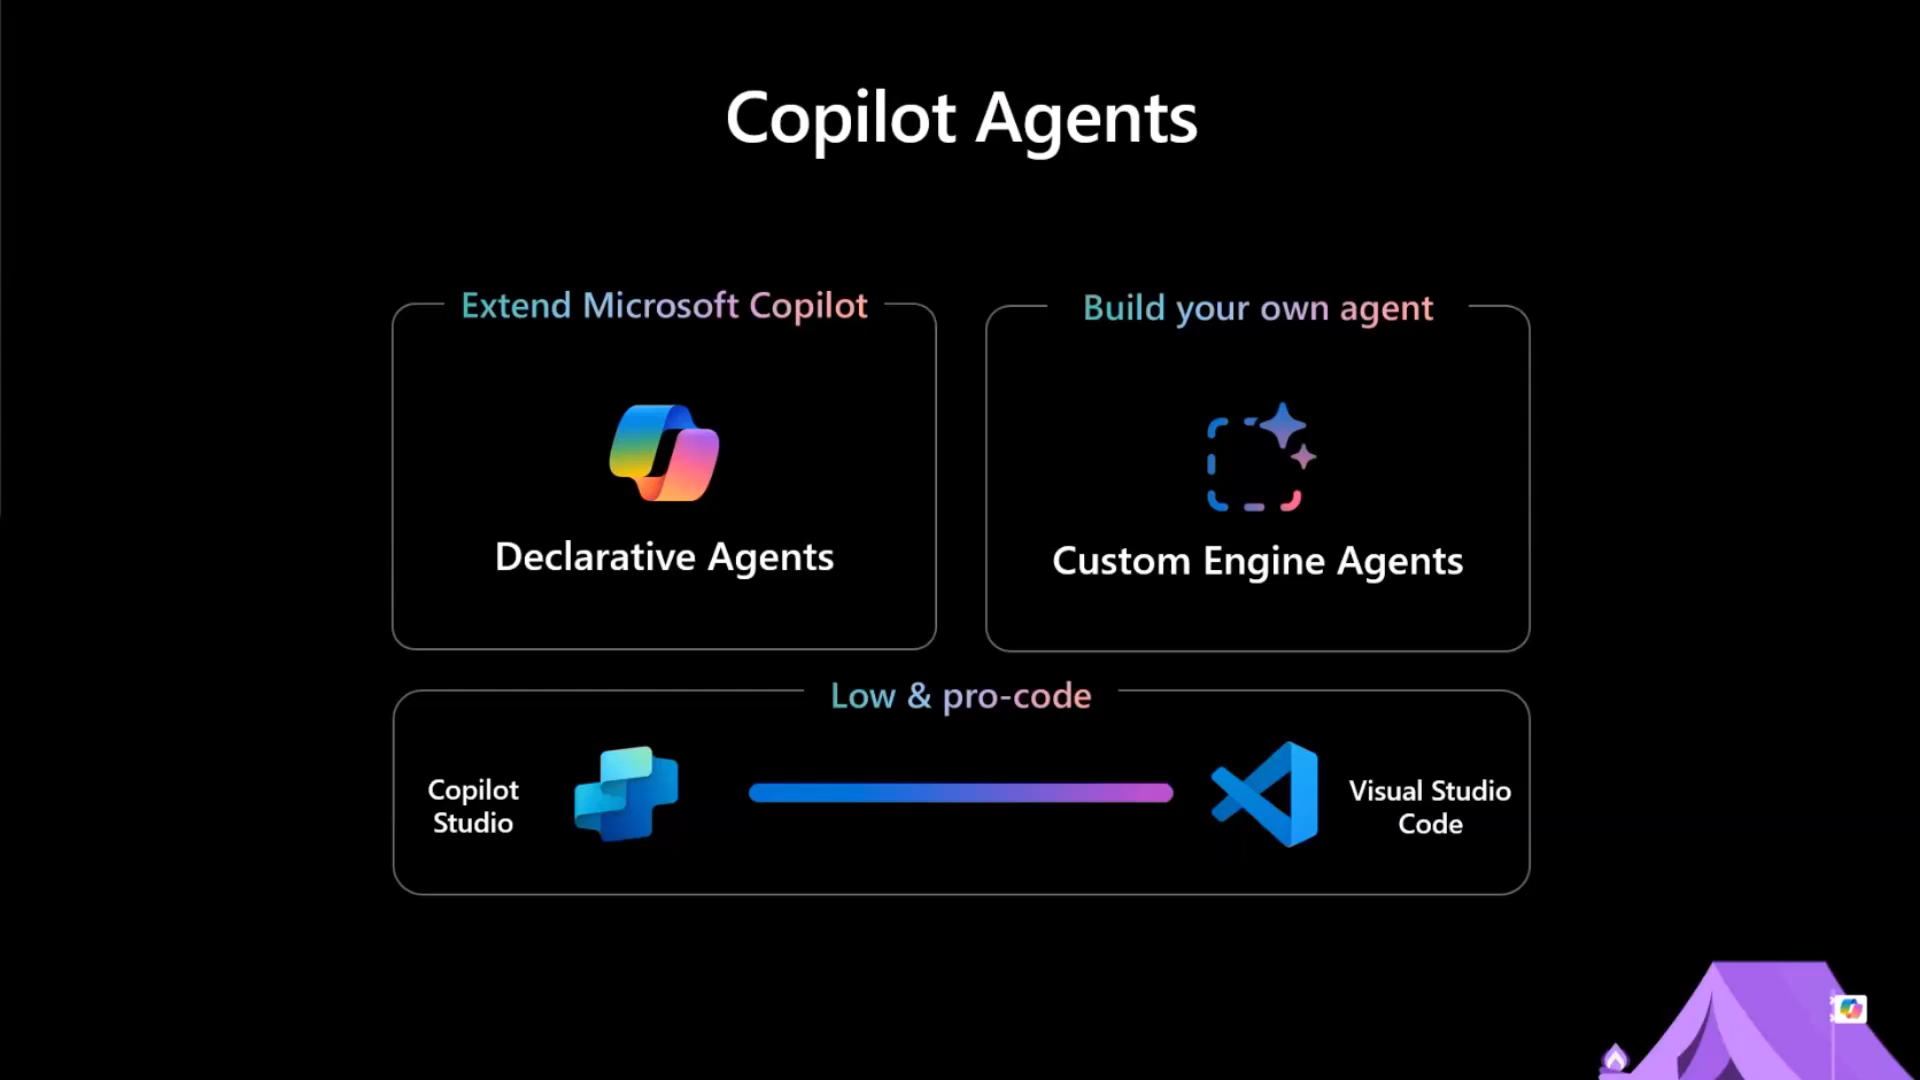 Copilot Agents
Extend Microsoft Copilot
Declarative Agents
Build your own agent
Custom Engine Agents
Low & pro-code
Copilot
Studio
Visual Studio
Code